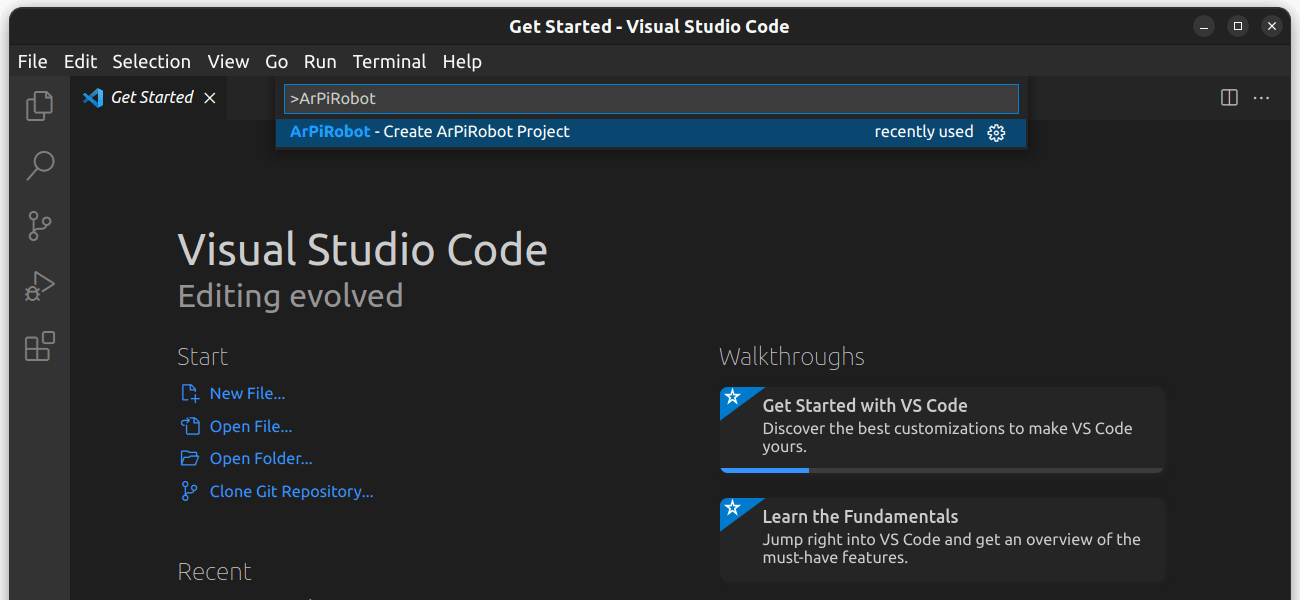 Get Started - Visual Studio Code
File Edit Selection View Go Run Terminal Help
Get Started
>ArPiRobot
ArPiRobot - Create ArPiRobot Project recently used
Visual Studio Code
Editing evolved
Start
New File...
Open File...
Open Folder...
Clone Git Repository...
Recent
Walkthroughs
Get Started with VS Code
Discover the best customizations to make VS Code
yours.
Learn the Fundamentals
Jump right into VS Code and get an overview of the
must-have features.